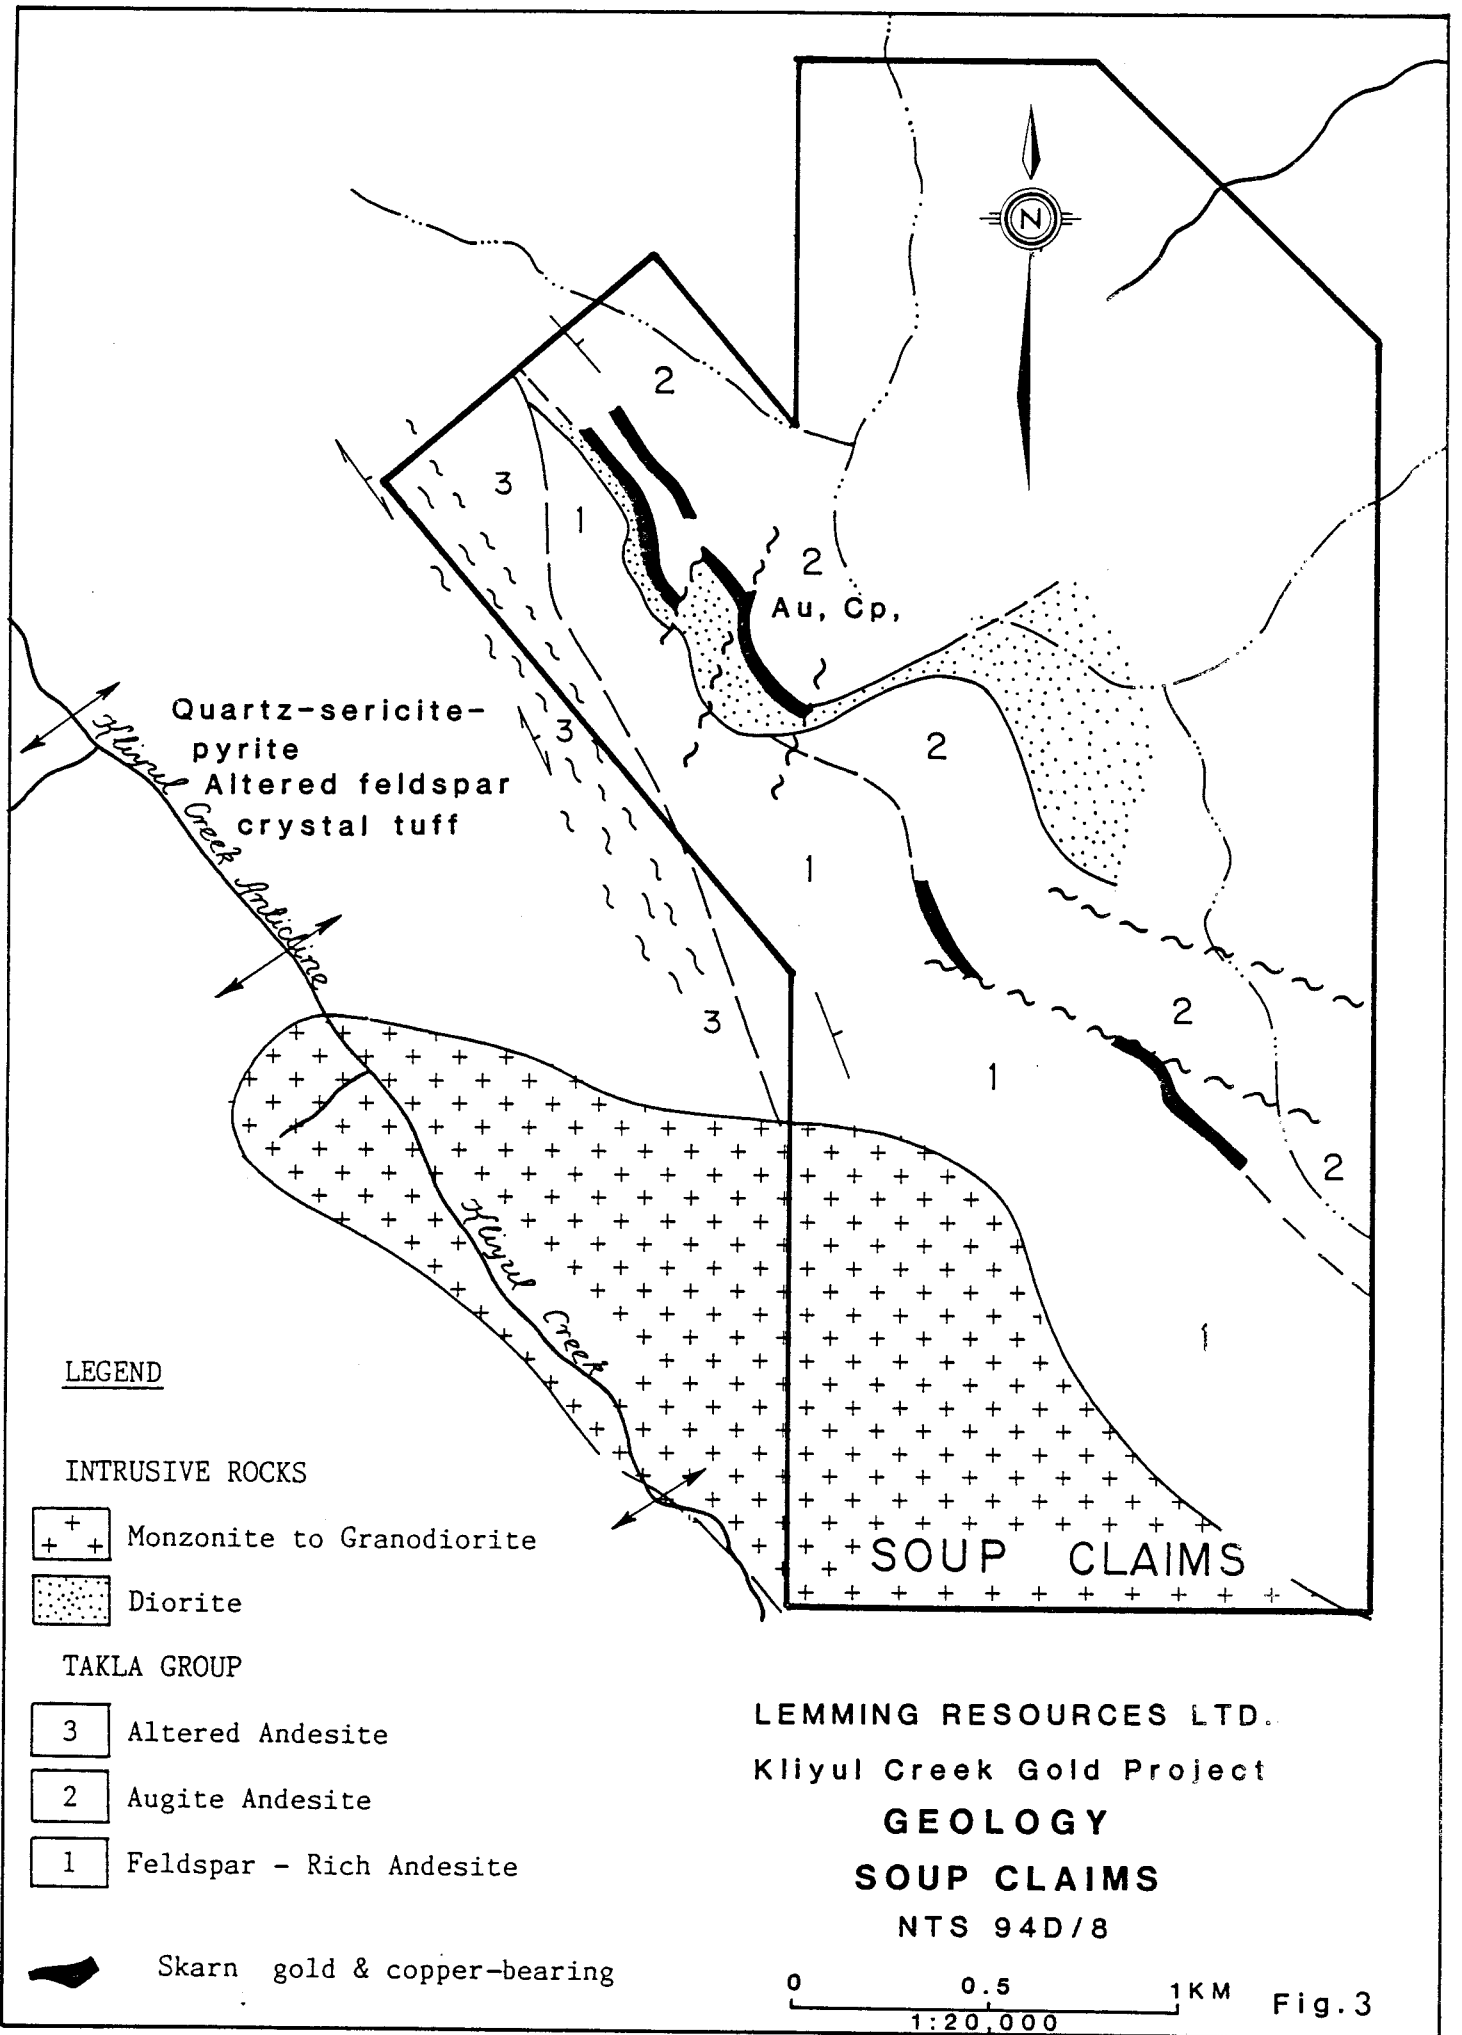 N
2
3
1
2
Au, Cp,
Quartz-sericite-
pyrite
Altered feldspar
crystal tuff
3
2
Kliyul Creek Anticline
1
3
2
1
2
Kliyul Creek
1
SOUP CLAIMS
LEGEND
INTRUSIVE ROCKS
Monzonite to Granodiorite
Diorite
TAKLA GROUP
3 Altered Andesite
2 Augite Andesite
1 Feldspar - Rich Andesite
Skarn gold & copper-bearing
LEMMING RESOURCES LTD.
Kliyul Creek Gold Project
GEOLOGY
SOUP CLAIMS
NTS 94D/8
0 0.5 1KM
1:20,000
Fig.3